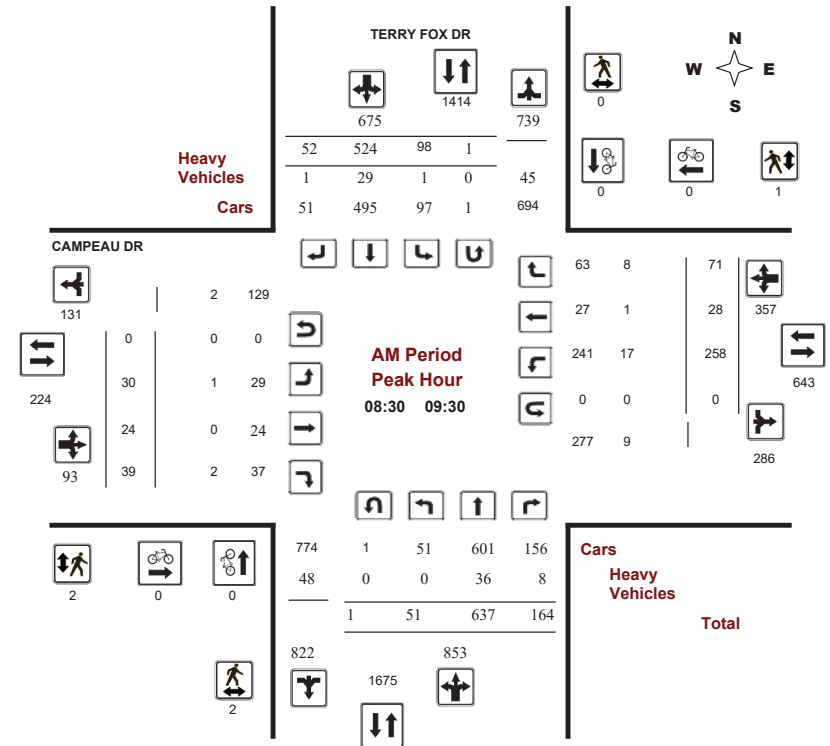 TERRY FOX DR
N
W E
S
1414
0
675 739
52 524 98 1
Heavy
Vehicles
1 29 1 0 45
Cars
51 495 97 1 694
0 0 1
CAMPEAU DR
63 8 71
131
2 129
27 1 28 357
0 0 0
AM Period
Peak Hour
08:30 09:30
241 17 258
224
30 1 29
643
0 0 0
24 0 24
277 9
286
93
39 2 37
774 1 51 601 156
Cars
48 0 0 36 8
Heavy
Vehicles
2 0 0
1 51 637 164
Total
822 853
1675
2